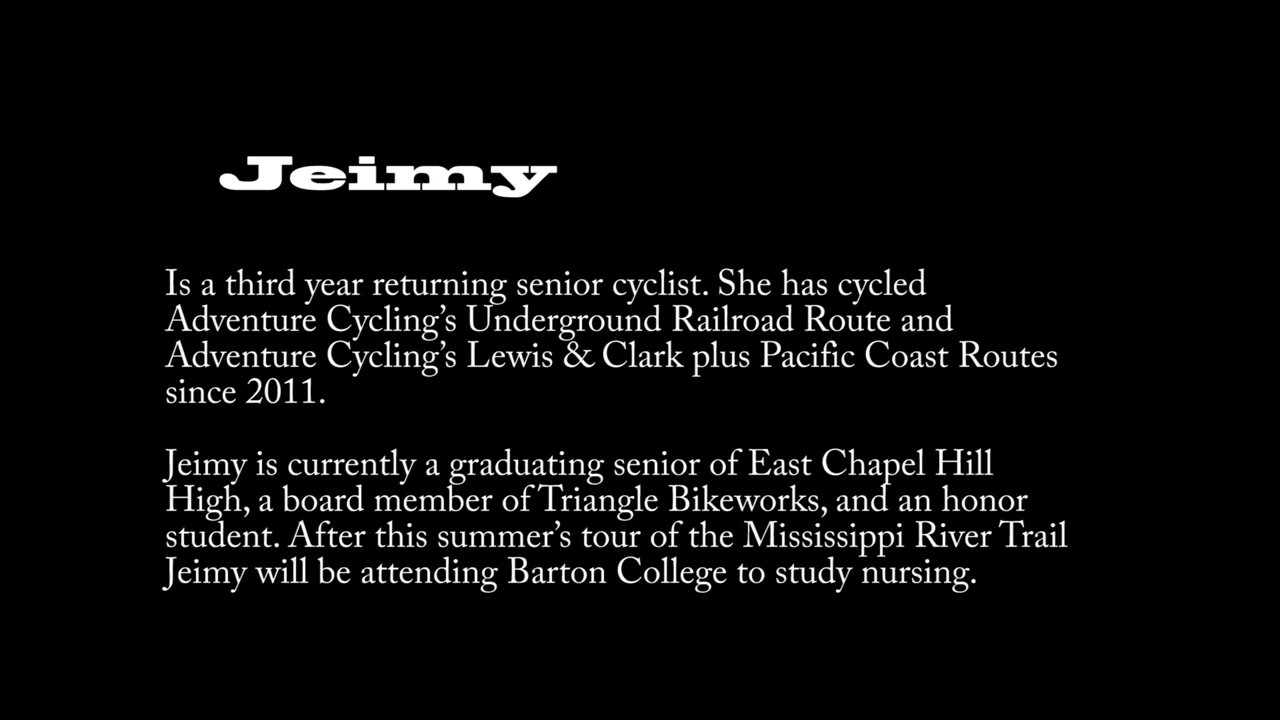 Jeimy
Is a third year returning senior cyclist. She has cycled
Adventure Cycling’s Underground Railroad Route and
Adventure Cycling’s Lewis & Clark plus Pacific Coast Routes
since 2011.
Jeimy is currently a graduating senior of East Chapel Hill
High, a board member of Triangle Bikeworks, and an honor
student. After this summer’s tour of the Mississippi River Trail
Jeimy will be attending Barton College to study nursing.